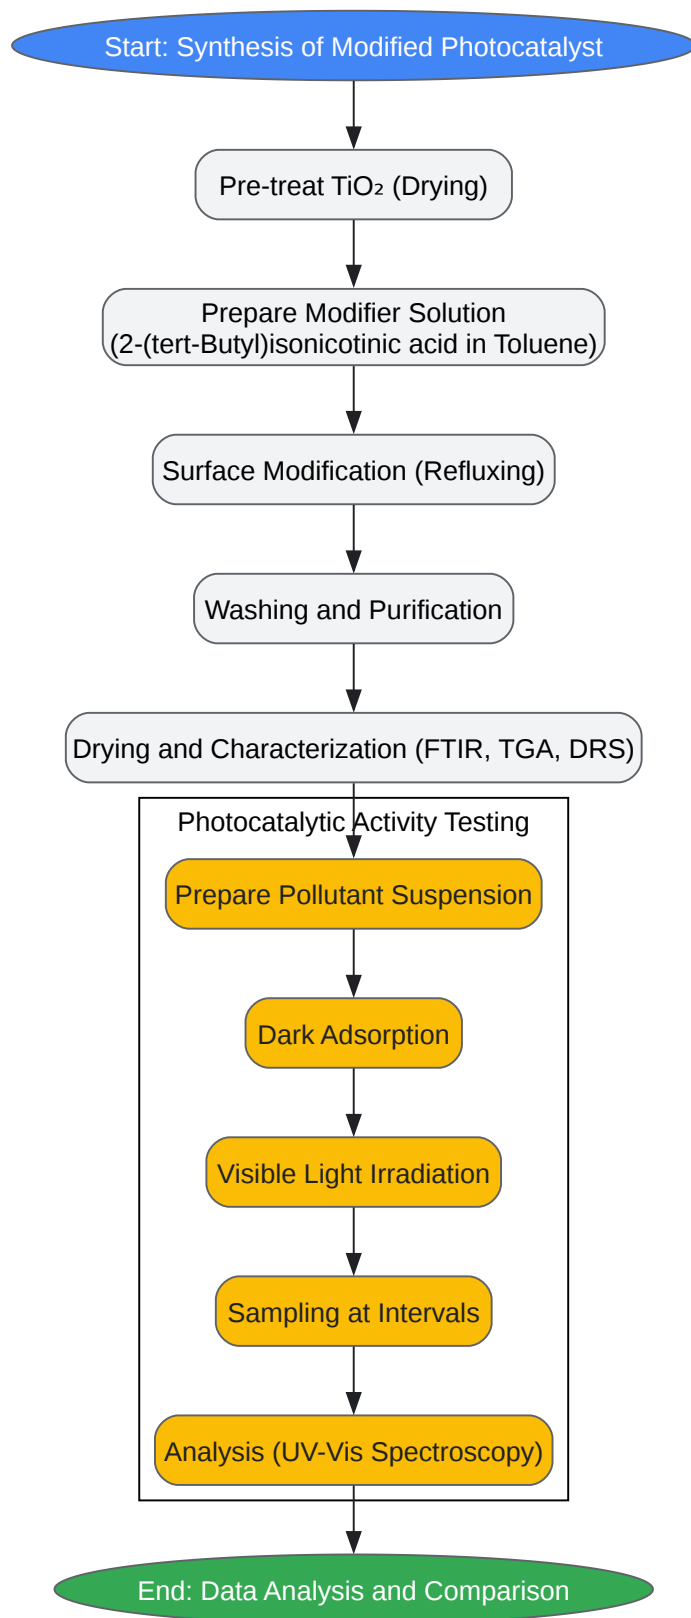 Start: Synthesis of Modified Photocatalyst
Pre-treat TiO₂ (Drying)
Prepare Modifier Solution
(2-(tert-Butyl)isonicotinic acid in Toluene)
Surface Modification (Refluxing)
Washing and Purification
Drying and Characterization (FTIR, TGA, DRS)
Photocatalytic Activity Testing
Prepare Pollutant Suspension
Dark Adsorption
Visible Light Irradiation
Sampling at Intervals
Analysis (UV-Vis Spectroscopy)
End: Data Analysis and Comparison